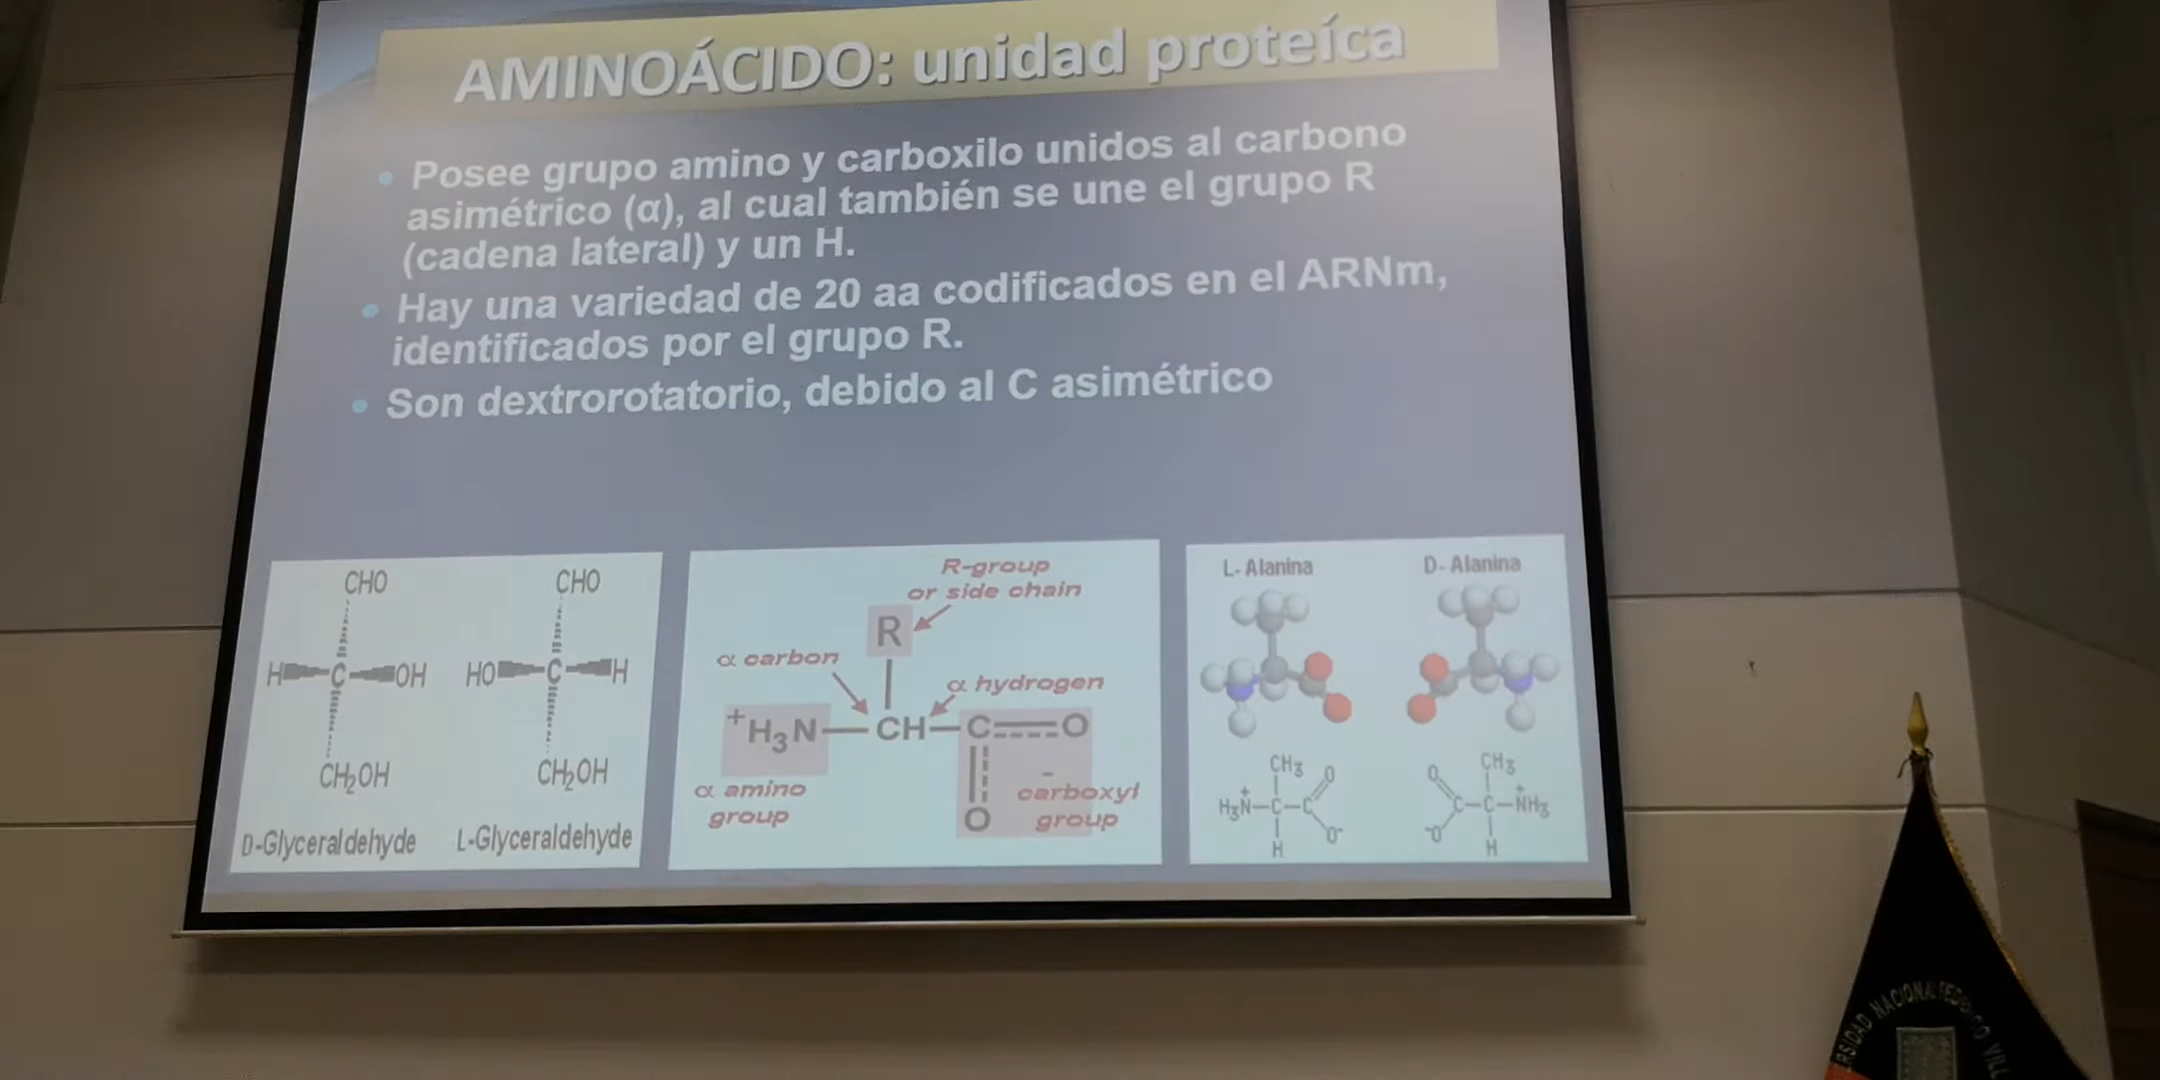 AMINOÁCIDO: unidad proteíca
• Posee grupo amino y carboxilo unidos al carbono
asimétrico (α), al cual también se une el grupo R
(cadena lateral) y un H.
• Hay una variedad de 20 aa codificados en el ARNm,
identificados por el grupo R.
• Son dextrorotatorio, debido al C asimétrico
CHO
H C OH
CH2OH
D-Glyceraldehyde
CHO
HO C H
CH2OH
L-Glyceraldehyde
R-group
or side chain
R
α carbon
α hydrogen
+H3N—CH—C O
O
α amino
group
−
carboxyl
group
L- Alanina
CH3
H3N+—C—C
O
O-
H
D- Alanina
CH3
O
-O
C—C—NH3+
H
NACIONAL